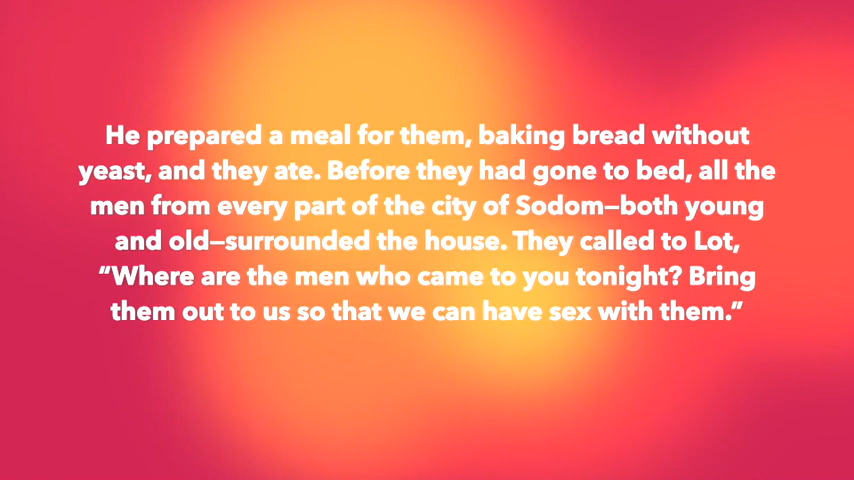 He prepared a meal for them, baking bread without
yeast, and they ate. Before they had gone to bed, all the
men from every part of the city of Sodom—both young
and old—surrounded the house. They called to Lot,
“Where are the men who came to you tonight? Bring
them out to us so that we can have sex with them.”